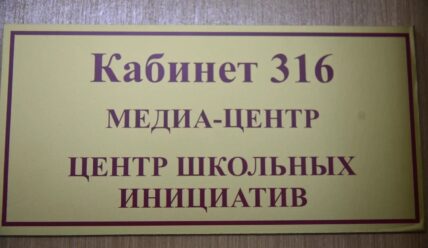 Кабинет 316
МЕДИА-ЦЕНТР
ЦЕНТР ШКОЛЬНЫХ
ИНИЦИАТИВ